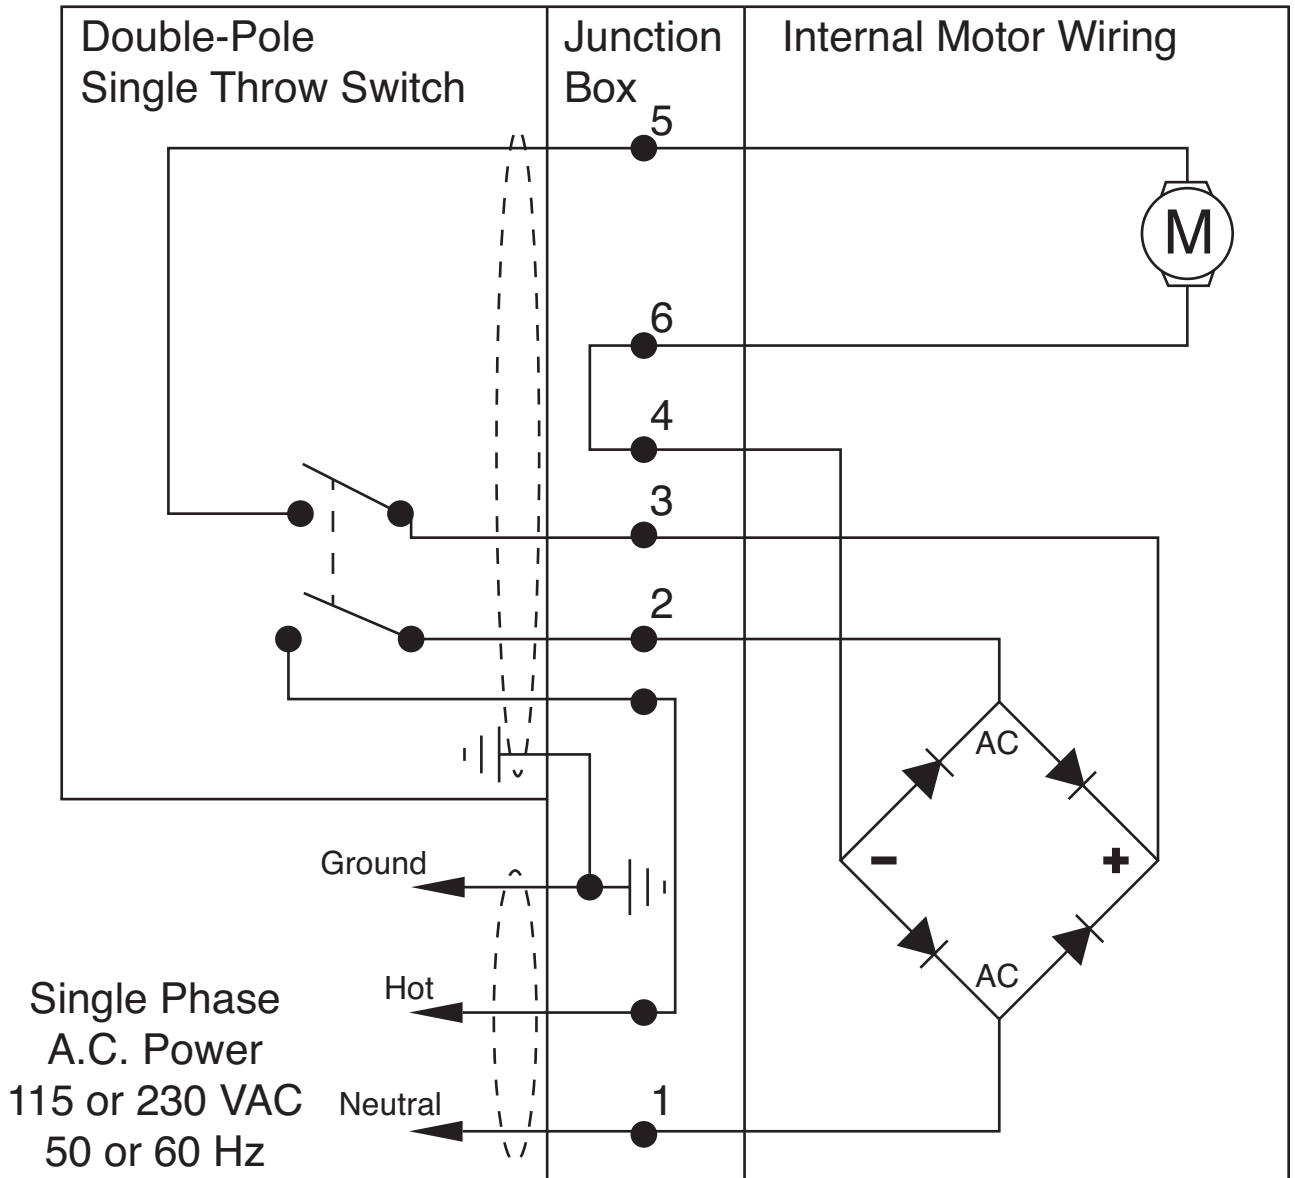 Double-Pole
Single Throw Switch
Junction
Box
Internal Motor Wiring
5
M
6
4
3
2
AC
Ground
- +
AC
Hot
Single Phase
A.C. Power
115 or 230 VAC
50 or 60 Hz
Neutral
1